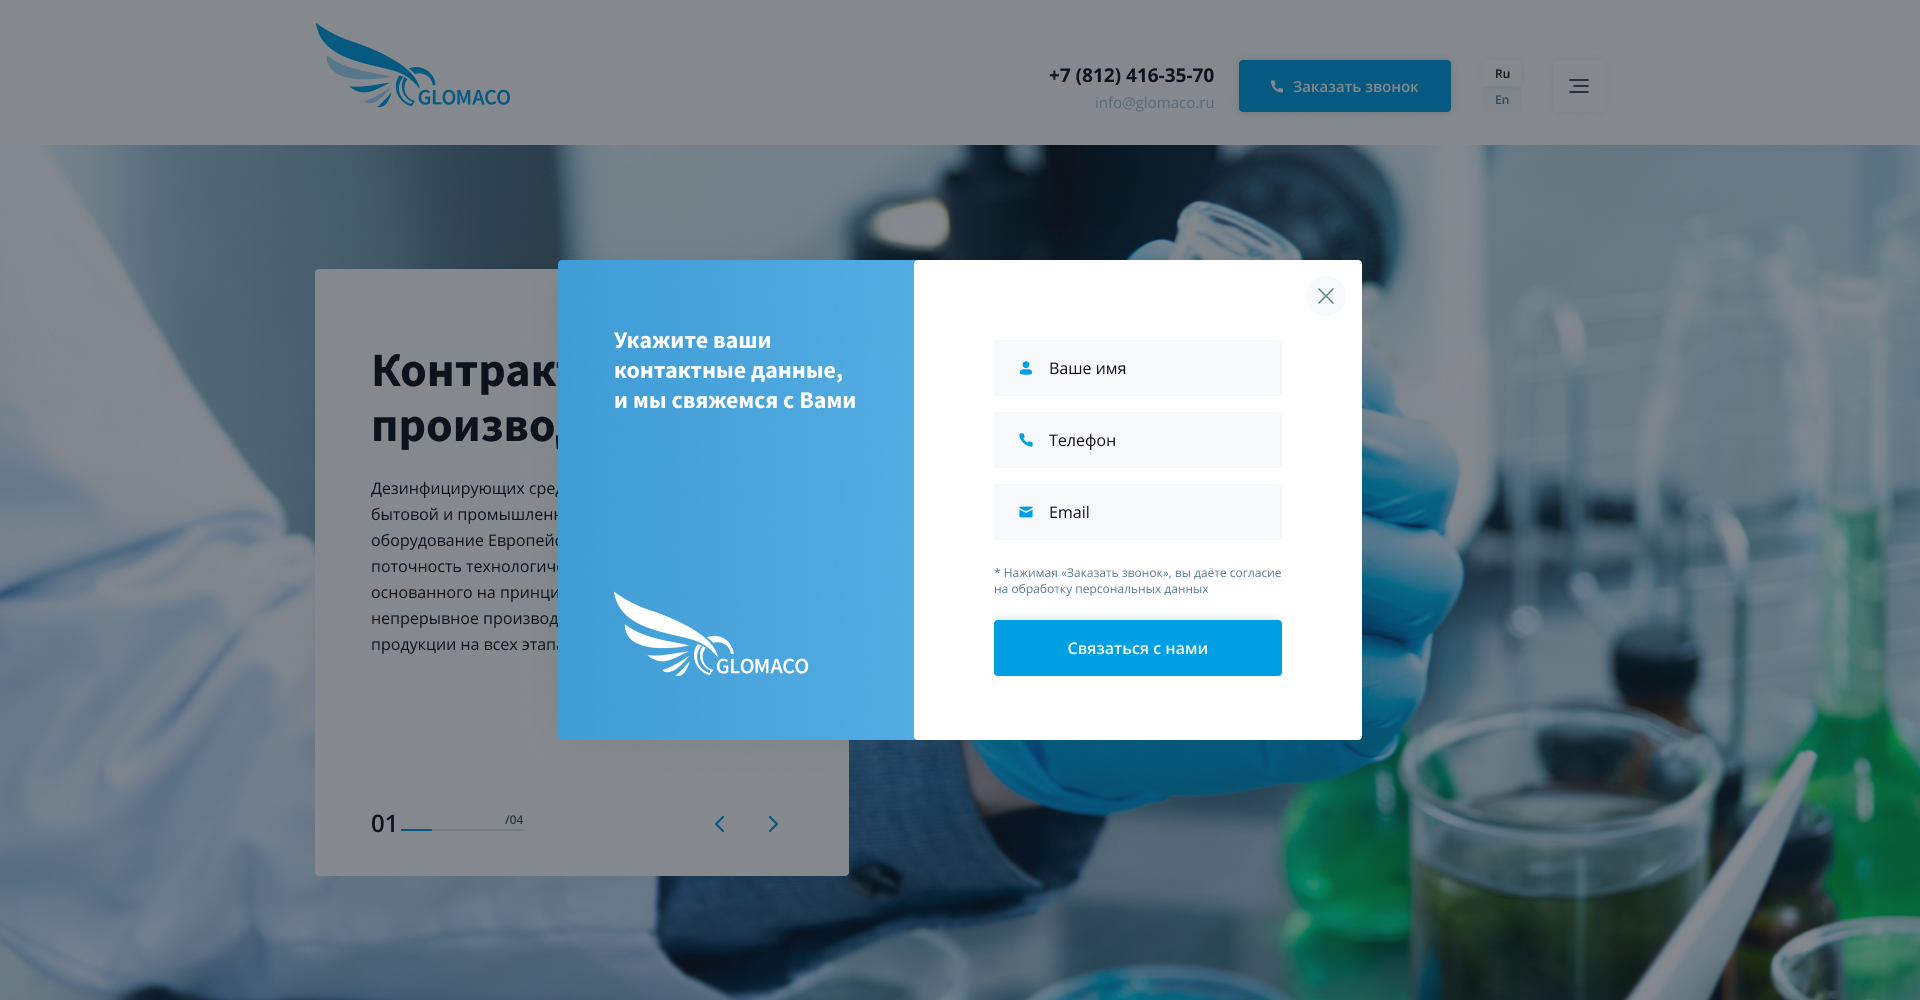 GLOMACO
+7 (812) 416-35-70
info@glomaco.ru
Заказать звонок
Ru
En
Контрак
произво
Дезинфицирующих сре
бытовой и промышлен
оборудование Европей
поточность технологич
основанного на принци
непрерывное производ
продукции на всех этап
01
/04
Укажите ваши
контактные данные,
и мы свяжемся с Вами
GLOMACO
Ваше имя
Телефон
Email
* Нажимая «Заказать звонок», вы даёте согласие
на обработку персональных данных
Связаться с нами